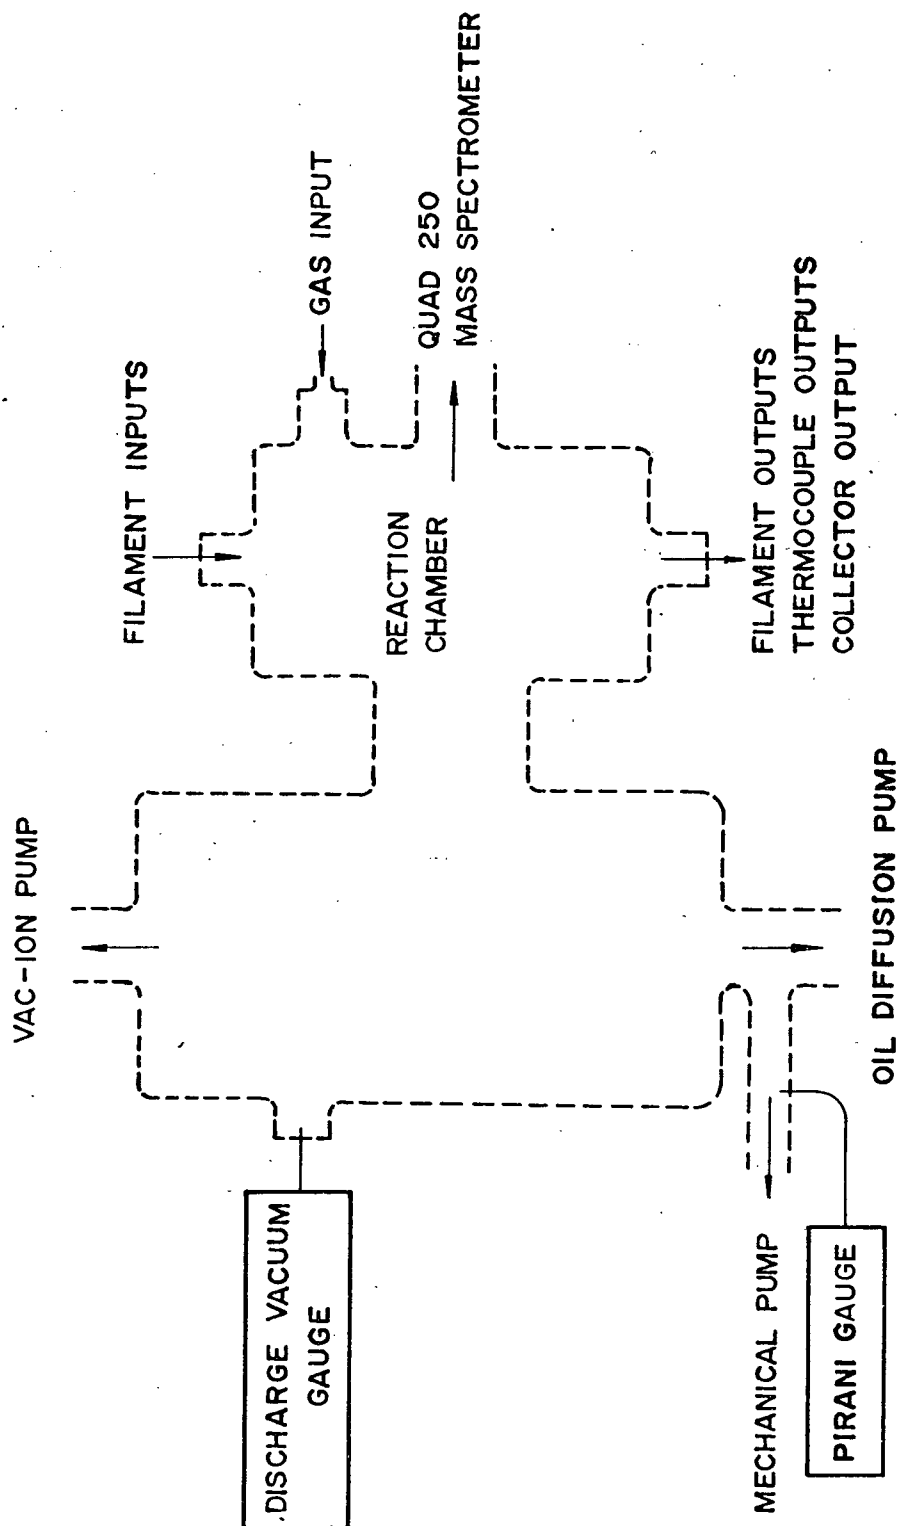 VAC-ION PUMP
FILAMENT INPUTS
GAS INPUT
QUAD 250
MASS SPECTROMETER
REACTION
CHAMBER
FILAMENT OUTPUTS
THERMOCOUPLE OUTPUTS
COLLECTOR OUTPUT
OIL DIFFUSION PUMP
DISCHARGE VACUUM
GAUGE
MECHANICAL PUMP
PIRANI GAUGE